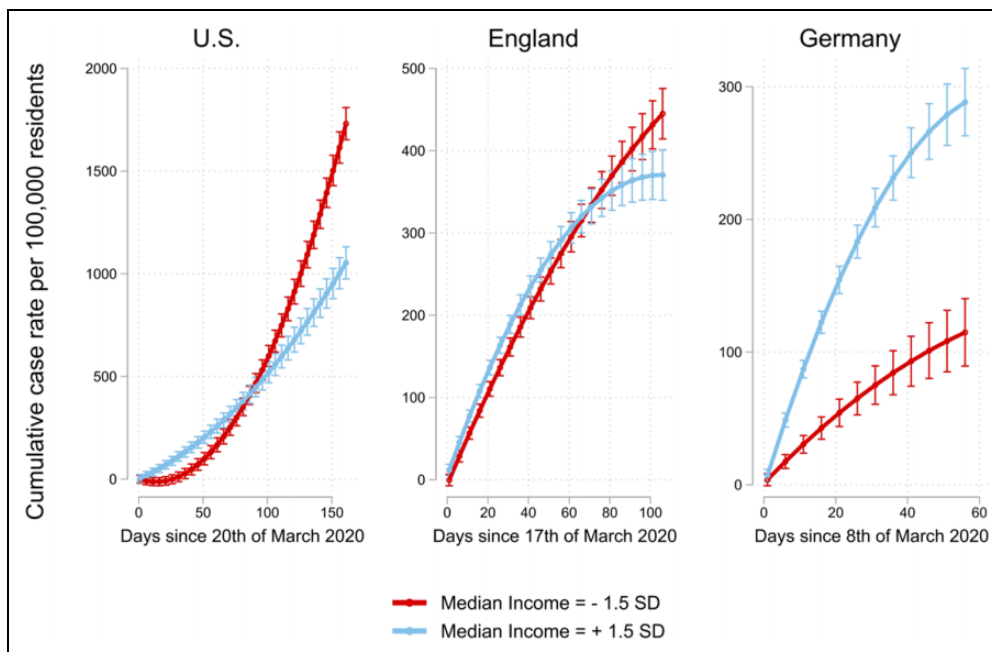 U.S.
England
Germany
Cumulative case rate per 100,000 residents
2000
1500
1000
500
0
0 50 100 150
Days since 20th of March 2020
500
400
300
200
100
0
0 20 40 60 80 100
Days since 17th of March 2020
300
200
100
0
0 20 40 60
Days since 8th of March 2020
Median Income = - 1.5 SD
Median Income = + 1.5 SD